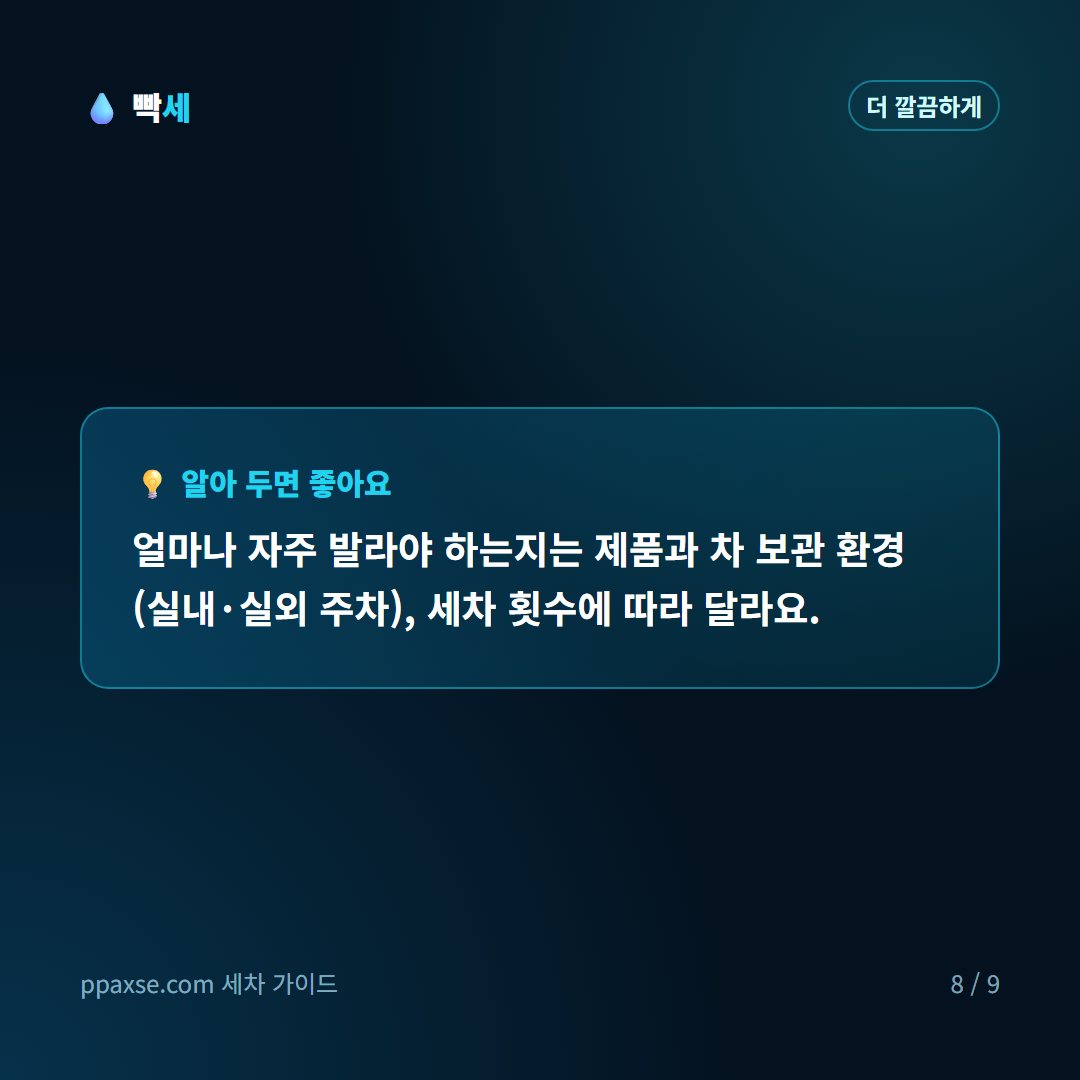 빡세
더 깔끔하게
알아 두면 좋아요
얼마나 자주 발라야 하는지는 제품과 차 보관 환경
(실내·실외 주차), 세차 횟수에 따라 달라요.
ppaxse.com 세차 가이드
8 / 9